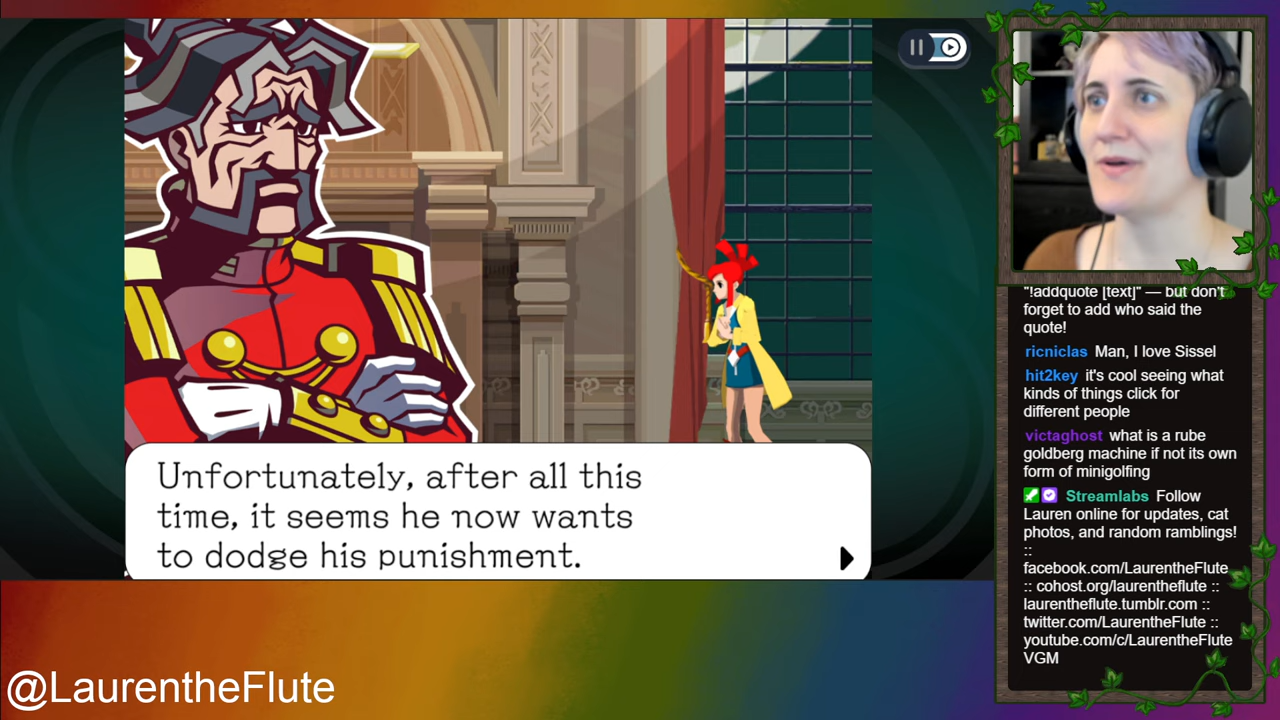 Unfortunately, after all this
time, it seems he now wants
to dodge his punishment.
@LaurentheFlute
"!addquote [text]" — but don't
forget to add who said the
quote!
ricniclas Man, I love Sissel
hit2key it's cool seeing what
kinds of things click for
different people
victaghost what is a rube
goldberg machine if not its own
form of minigolfing
Streamlabs Follow
Lauren online for updates, cat
photos, and random ramblings!
::
facebook.com/LaurentheFlute
:: cohost.org/laurentheflute ::
laurentheflute.tumblr.com ::
twitter.com/LaurentheFlute ::
youtube.com/c/LaurentheFlute
VGM